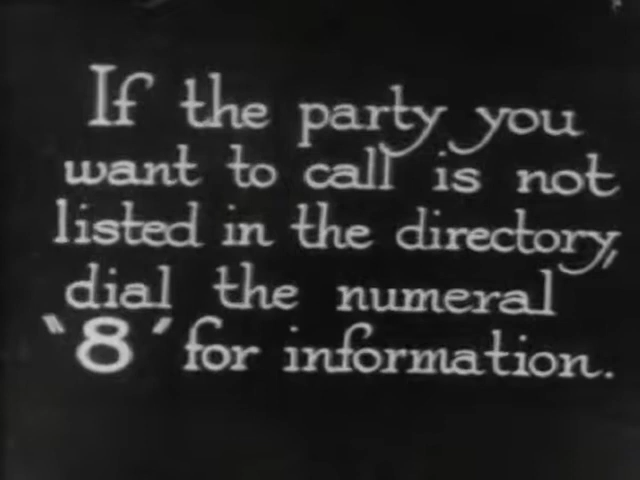 If the party you
want to call is not
listed in the directory,
dial the numeral
"8" for information.